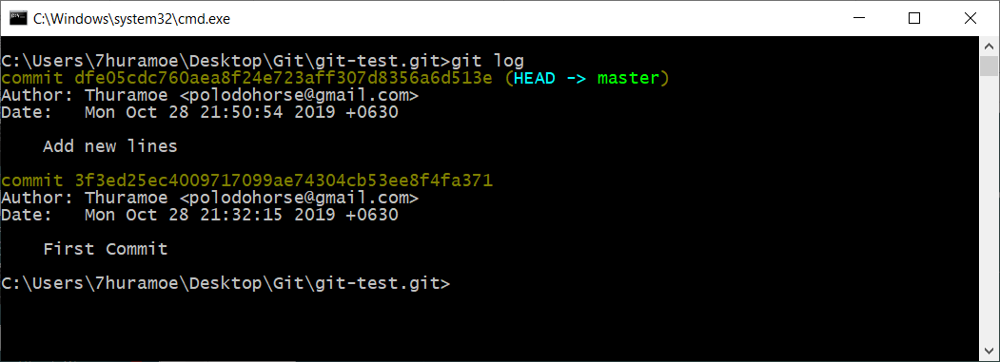 C:\Windows\system32\cmd.exe
C:\Users\7huramoe\Desktop\Git\git-test.git>git log
commit dfe05cdc760aea8f24e723aff307d8356a6d513e (HEAD -> master)
Author: Thuramoe <polodohorse@gmail.com>
Date:   Mon Oct 28 21:50:54 2019 +0630
    Add new lines
commit 3f3ed25ec4009717099ae74304cb53ee8f4fa371
Author: Thuramoe <polodohorse@gmail.com>
Date:   Mon Oct 28 21:32:15 2019 +0630
    First Commit
C:\Users\7huramoe\Desktop\Git\git-test.git>